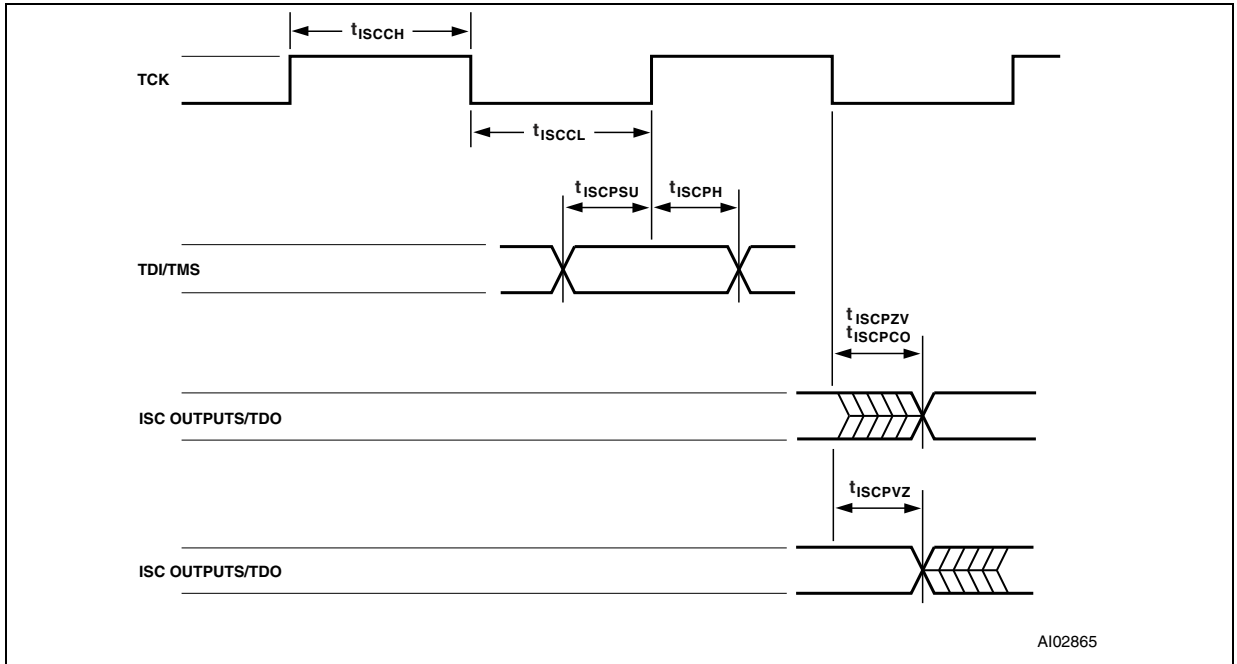 tISCCH
TCK
tISCCL
tISCPSU
tISCPH
TDI/TMS
tISCPZV
tISCPCO
ISC OUTPUTS/TDO
tISCPVZ
ISC OUTPUTS/TDO
AI02865